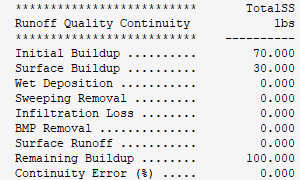 ************************** TotalSS
Runoff Quality Continuity lbs
************************** ----------
Initial Buildup .......... 70.000
Surface Buildup .......... 30.000
Wet Deposition ........... 0.000
Sweeping Removal ......... 0.000
Infiltration Loss ........ 0.000
BMP Removal .............. 0.000
Surface Runoff ........... 0.000
Remaining Buildup ........ 100.000
Continuity Error (%) ..... 0.000